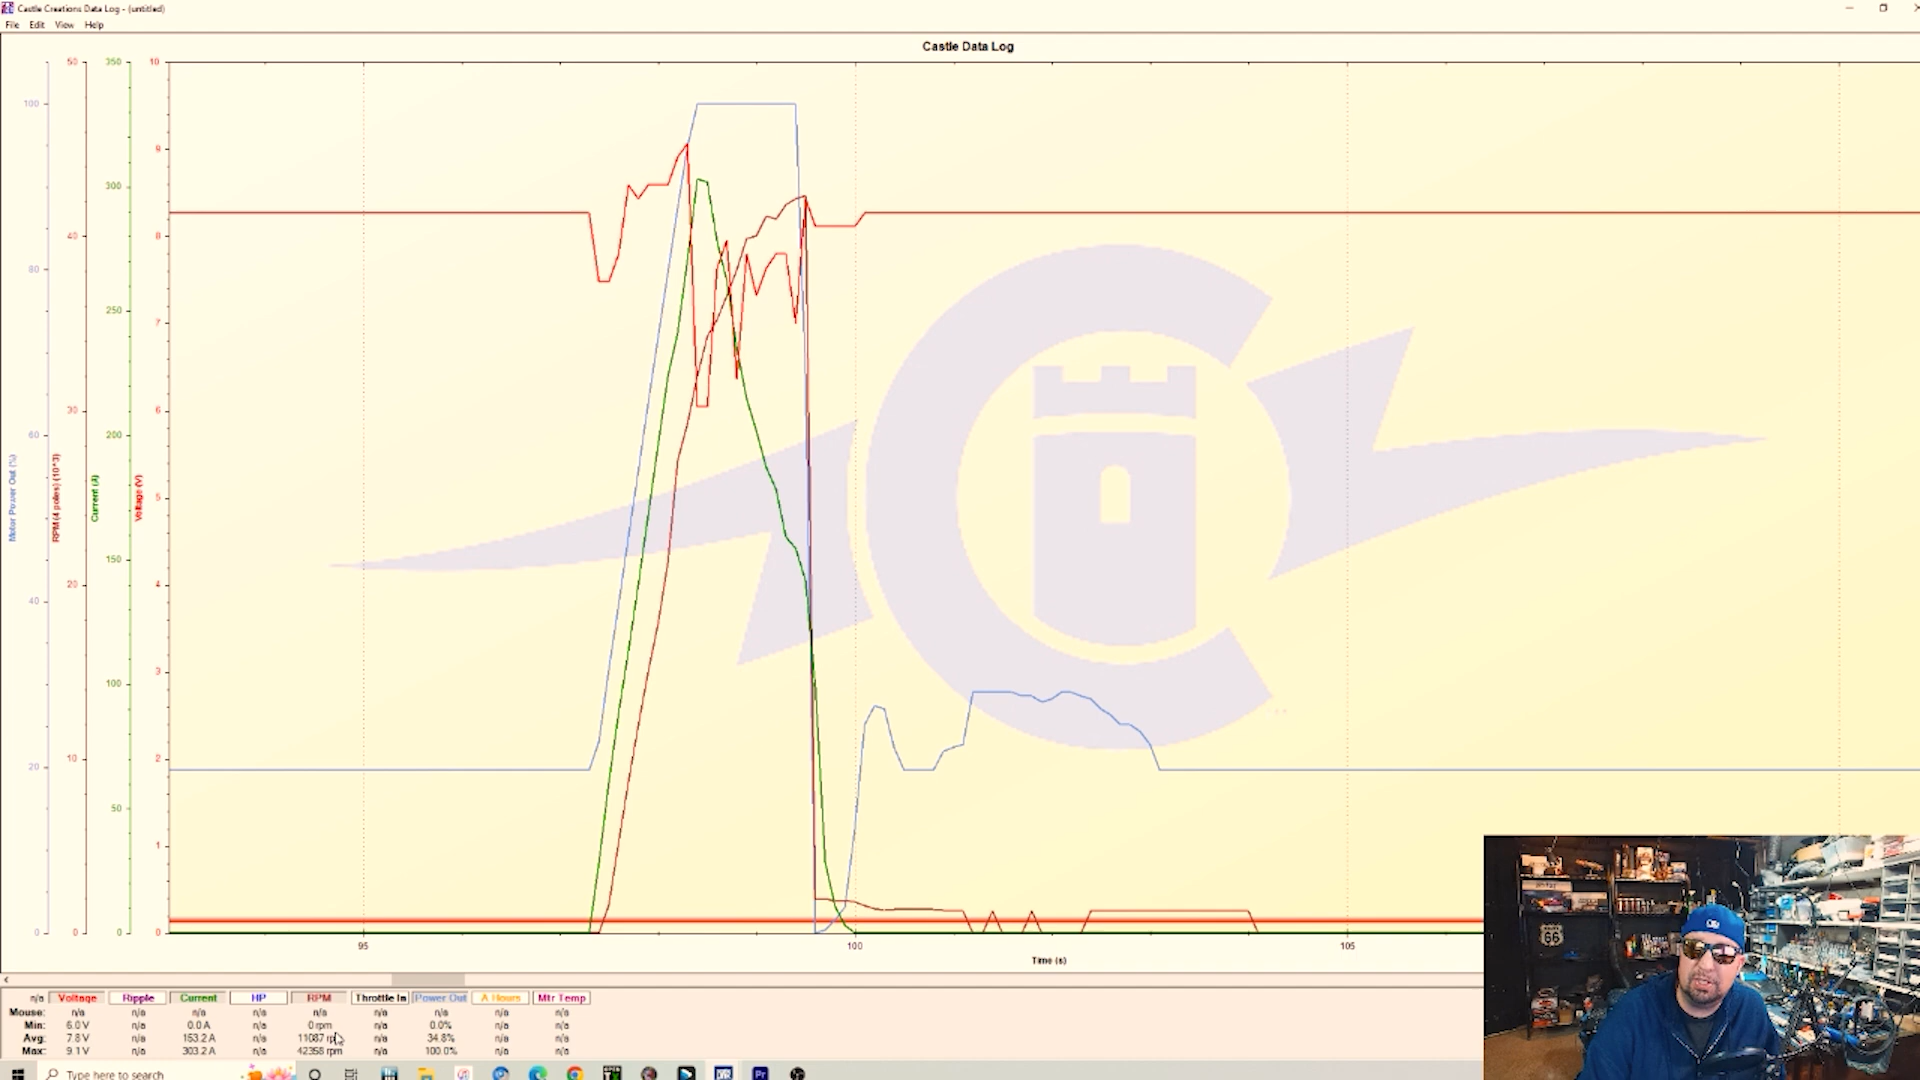 Castle Creations Data Log - (untitled)
File Edit View Help
Castle Data Log
100
80
60
40
20
0
Motor Power Out (%)
50
40
30
20
10
0
RPM (4 poles) (10^3)
350
300
250
200
150
100
50
0
Current (A)
10
9
8
7
6
5
4
3
2
1
0
Voltage (V)
95 100 105
Time (s)
66
n/a Voltage Ripple Current HP RPM Throttle In Power Out A Hours Mtr Temp
Mouse: n/a n/a n/a n/a n/a n/a n/a n/a n/a
Min: 6.0 V n/a 0.0 A n/a 0 rpm n/a 0.0% n/a n/a
Avg: 7.8 V n/a 153.2 A n/a 11087 rpm n/a 34.8% n/a n/a
Max: 9.1 V n/a 303.2 A n/a 42358 rpm n/a 100.0% n/a n/a
Type here to search
Pr